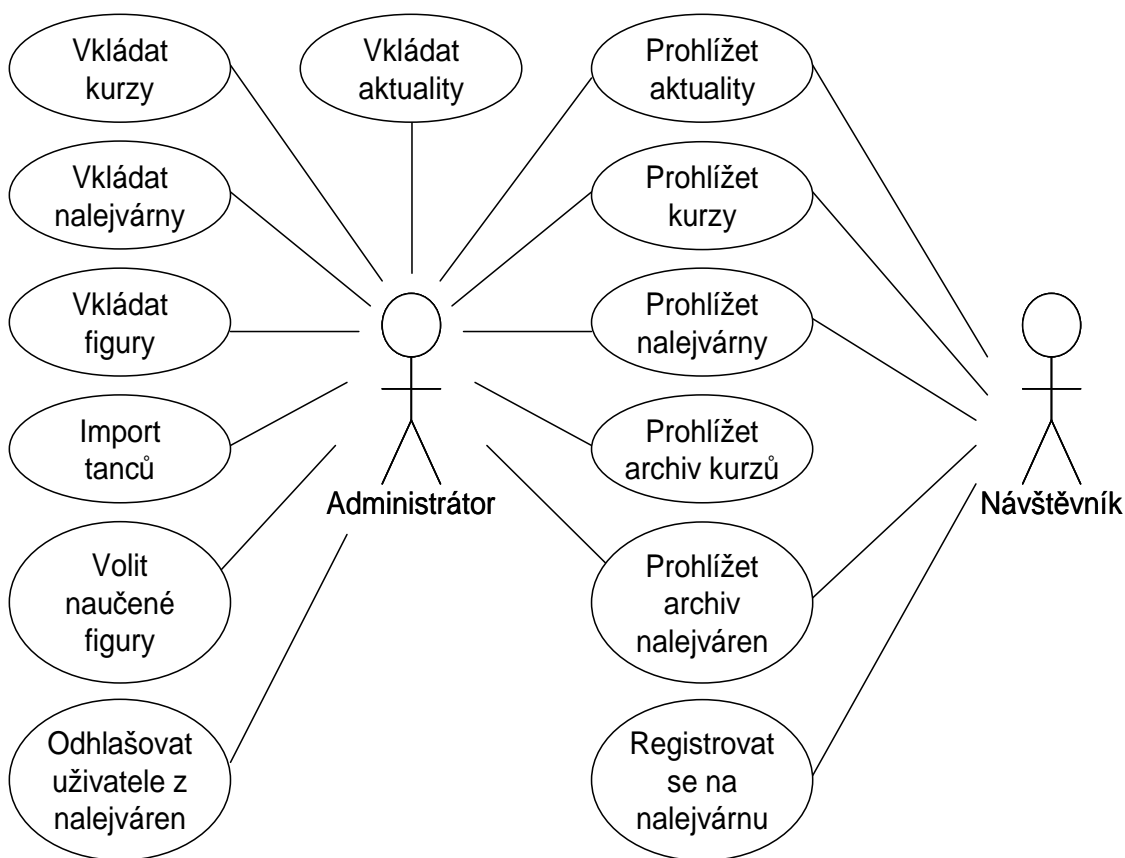 Vkládat
kurzy
Vkládat
aktuality
Prohlížet
aktuality
Vkládat
nalejvárny
Prohlížet
kurzy
Vkládat
figury
Prohlížet
nalejvárny
Import
tanců
Prohlížet
archiv kurzů
Administrátor
Návštěvník
Volit
naučené
figury
Prohlížet
archiv
nalejváren
Odhlašovat
uživatele z
nalejváren
Registrovat
se na
nalejvárnu